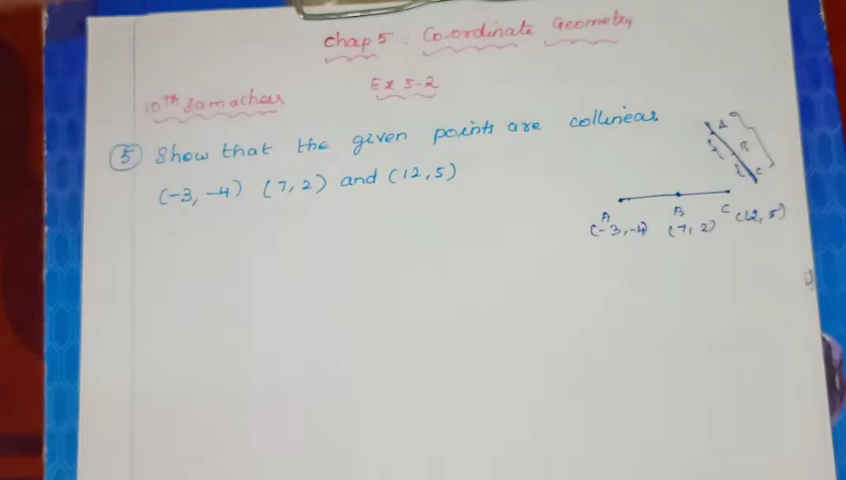 Chap 5 : Co-ordinate Geometry
10th Samacheer
Ex 5-2
5 Show that the given points are collinear
(-3, -4) (7, 2) and (12, 5)
A
B
C
A B C (12, 5)
(-3, -4) (7, 2)